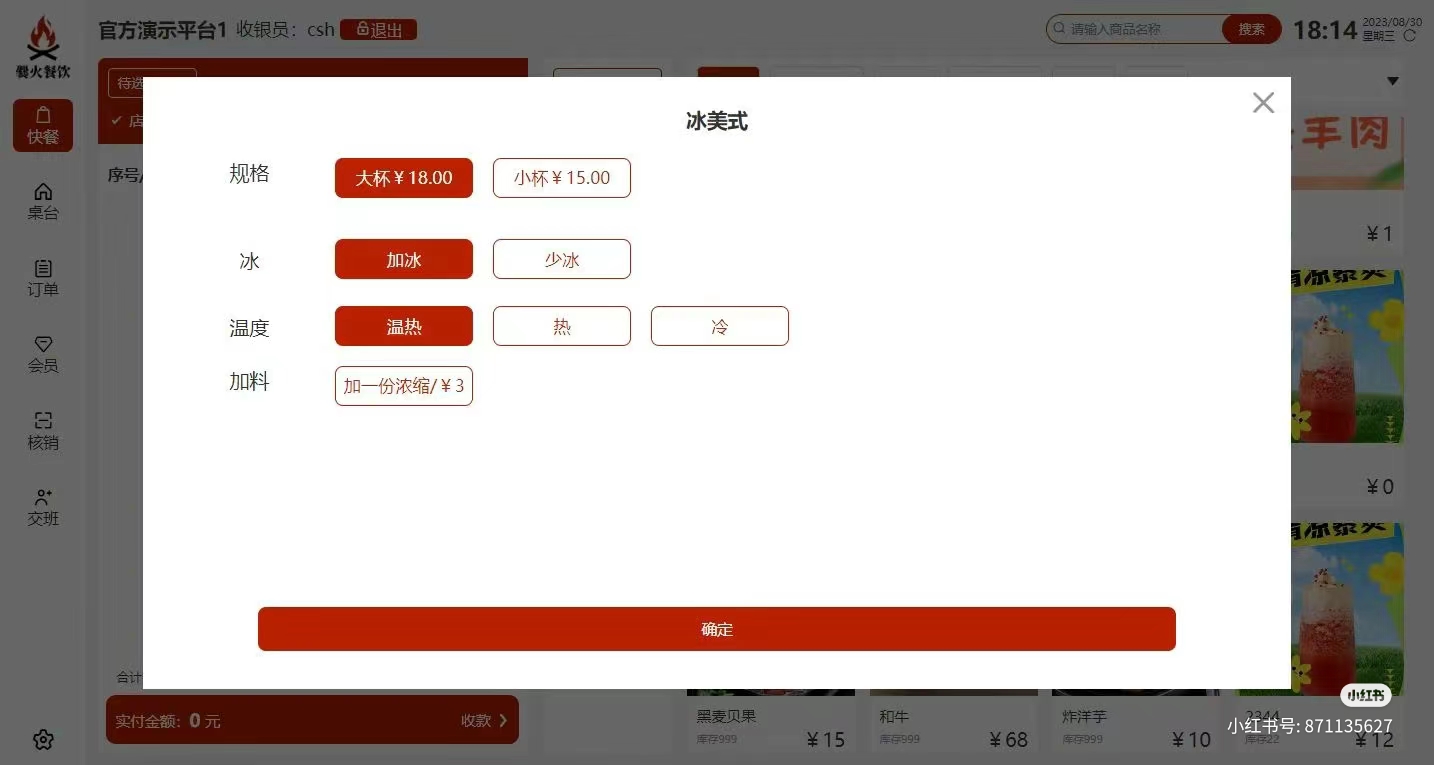 官方演示平台1 收银员：csh 退出
请输入商品名称 搜索 18:14 2023/08/30
星期三
餐饮
快餐
桌台
订单
会员
核销
交班
待选
店
序号/
冰美式
规格 大杯￥18.00 小杯￥15.00
冰 加冰 少冰
温度 温热 热 冷
加料 加一份浓缩/￥3
确定
羊肉
￥1
￥0
合计
实付金额：0 元 收款
黑麦贝果 和牛 炸洋芋 2344
库存999 ￥15 库存999 ￥68 库存999 ￥10 库存22 ￥12
小红书
小红书号: 871135627